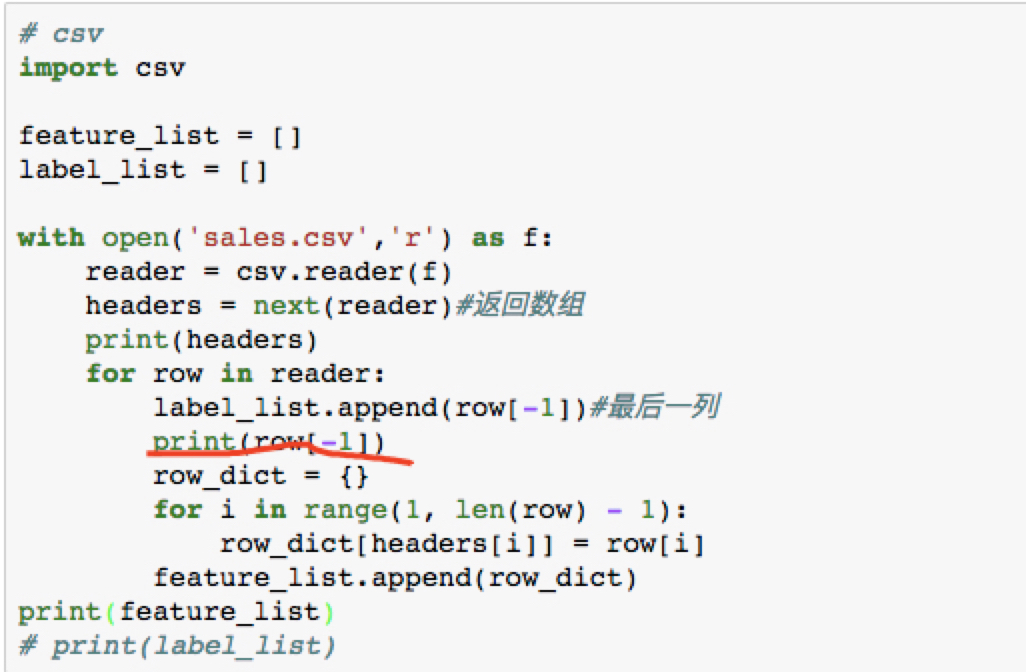 # csv
import csv
feature_list = []
label_list = []
with open('sales.csv','r') as f:
    reader = csv.reader(f)
    headers = next(reader)#返回数组
    print(headers)
    for row in reader:
        label_list.append(row[-1])#最后一列
        print(row[-1])
        row_dict = {}
        for i in range(1, len(row) - 1):
            row_dict[headers[i]] = row[i]
        feature_list.append(row_dict)
print(feature_list)
# print(label_list)